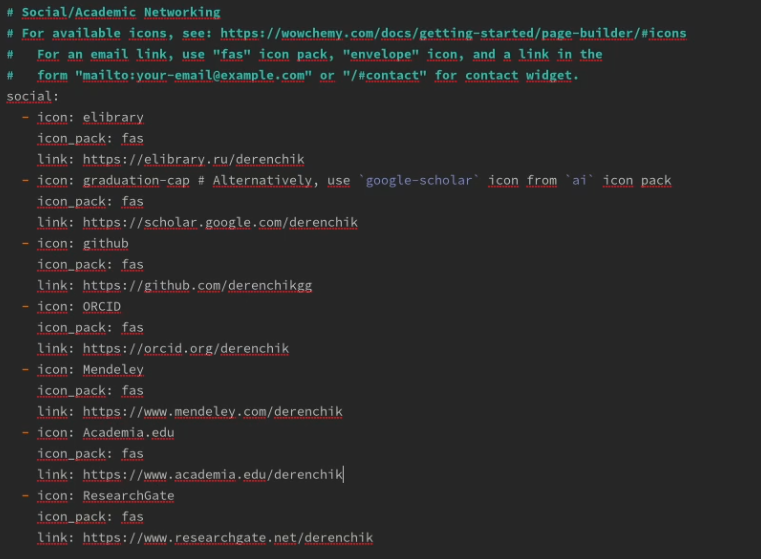 # Social/Academic Networking
# For available icons, see: https://wowchemy.com/docs/getting-started/page-builder/#icons
#   For an email link, use "fas" icon pack, "envelope" icon, and a link in the
#   form "mailto:your-email@example.com" or "/#contact" for contact widget.
social:
  - icon: elibrary
    icon_pack: fas
    link: https://elibrary.ru/derenchik
  - icon: graduation-cap # Alternatively, use `google-scholar` icon from `ai` icon pack
    icon_pack: fas
    link: https://scholar.google.com/derenchik
  - icon: github
    icon_pack: fas
    link: https://github.com/derenchikgg
  - icon: ORCID
    icon_pack: fas
    link: https://orcid.org/derenchik
  - icon: Mendeley
    icon_pack: fas
    link: https://www.mendeley.com/derenchik
  - icon: Academia.edu
    icon_pack: fas
    link: https://www.academia.edu/derenchik
  - icon: ResearchGate
    icon_pack: fas
    link: https://www.researchgate.net/derenchik